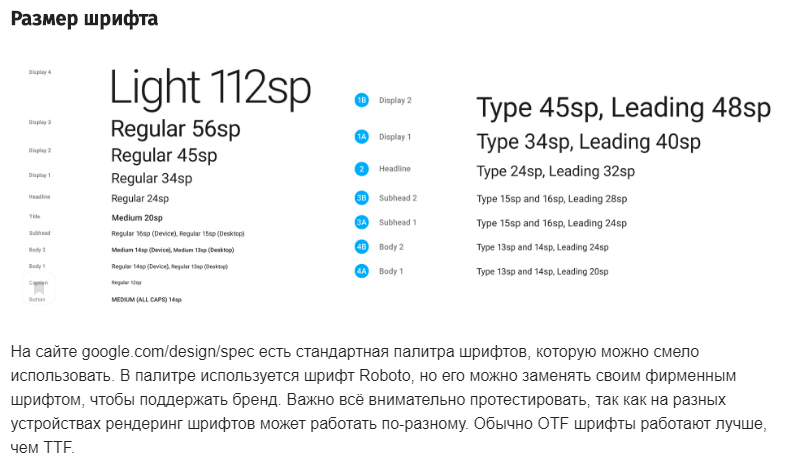 Размер шрифта
Display 4
Light 112sp
Display 3
Regular 56sp
Display 2
Regular 45sp
Display 1
Regular 34sp
Headline
Regular 24sp
Title
Medium 20sp
Subhead
Regular 16sp (Device), Regular 15sp (Desktop)
Body 2
Medium 14sp (Device), Medium 13sp (Desktop)
Body 1
Regular 14sp (Device), Regular 13sp (Desktop)
Caption
Regular 12sp
Button
MEDIUM (ALL CAPS) 14sp
1B Display 2 Type 45sp, Leading 48sp
1A Display 1 Type 34sp, Leading 40sp
2 Headline Type 24sp, Leading 32sp
3B Subhead 2 Type 15sp and 16sp, Leading 28sp
3A Subhead 1 Type 15sp and 16sp, Leading 24sp
4B Body 2 Type 13sp and 14sp, Leading 24sp
4A Body 1 Type 13sp and 14sp, Leading 20sp
На сайте google.com/design/spec есть стандартная палитра шрифтов, которую можно смело
использовать. В палитре используется шрифт Roboto, но его можно заменять своим фирменным
шрифтом, чтобы поддержать бренд. Важно всё внимательно протестировать, так как на разных
устройствах рендеринг шрифтов может работать по-разному. Обычно OTF шрифты работают лучше,
чем TTF.